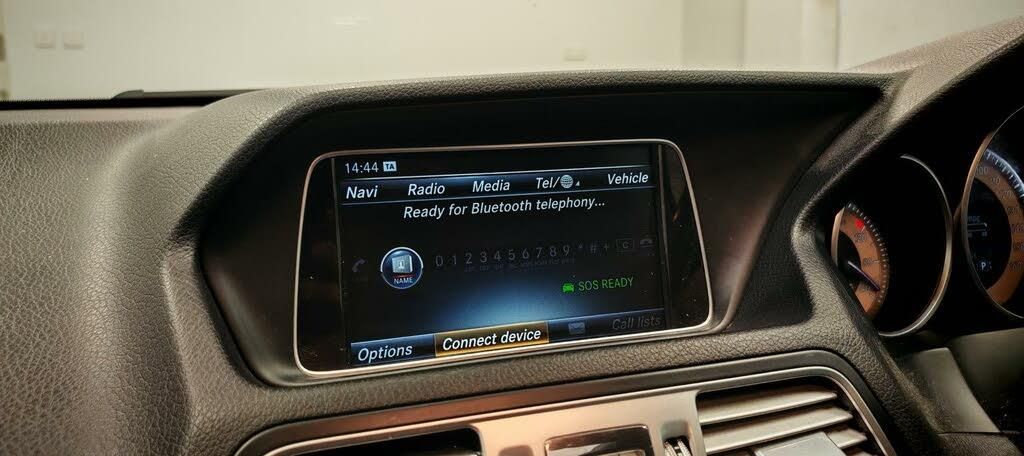 14:44 TA
Navi Radio Media Tel/ Vehicle
Ready for Bluetooth telephony...
0 1 2 3 4 5 6 7 8 9 * # + C
NAME
SOS READY
Options Connect device Call lists